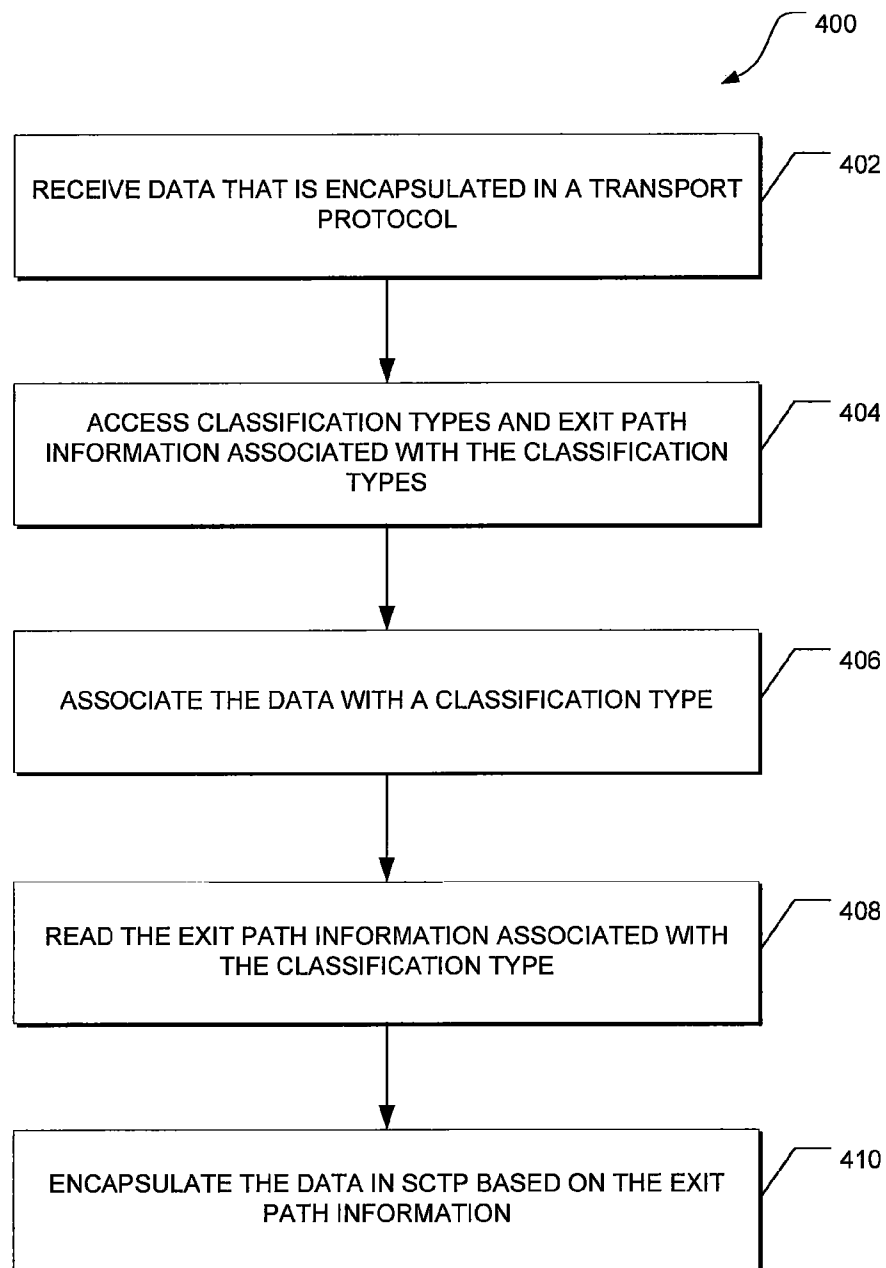 400
RECEIVE DATA THAT IS ENCAPSULATED IN A TRANSPORT
PROTOCOL
402
ACCESS CLASSIFICATION TYPES AND EXIT PATH
INFORMATION ASSOCIATED WITH THE CLASSIFICATION
TYPES
404
ASSOCIATE THE DATA WITH A CLASSIFICATION TYPE
406
READ THE EXIT PATH INFORMATION ASSOCIATED WITH
THE CLASSIFICATION TYPE
408
ENCAPSULATE THE DATA IN SCTP BASED ON THE EXIT
PATH INFORMATION
410